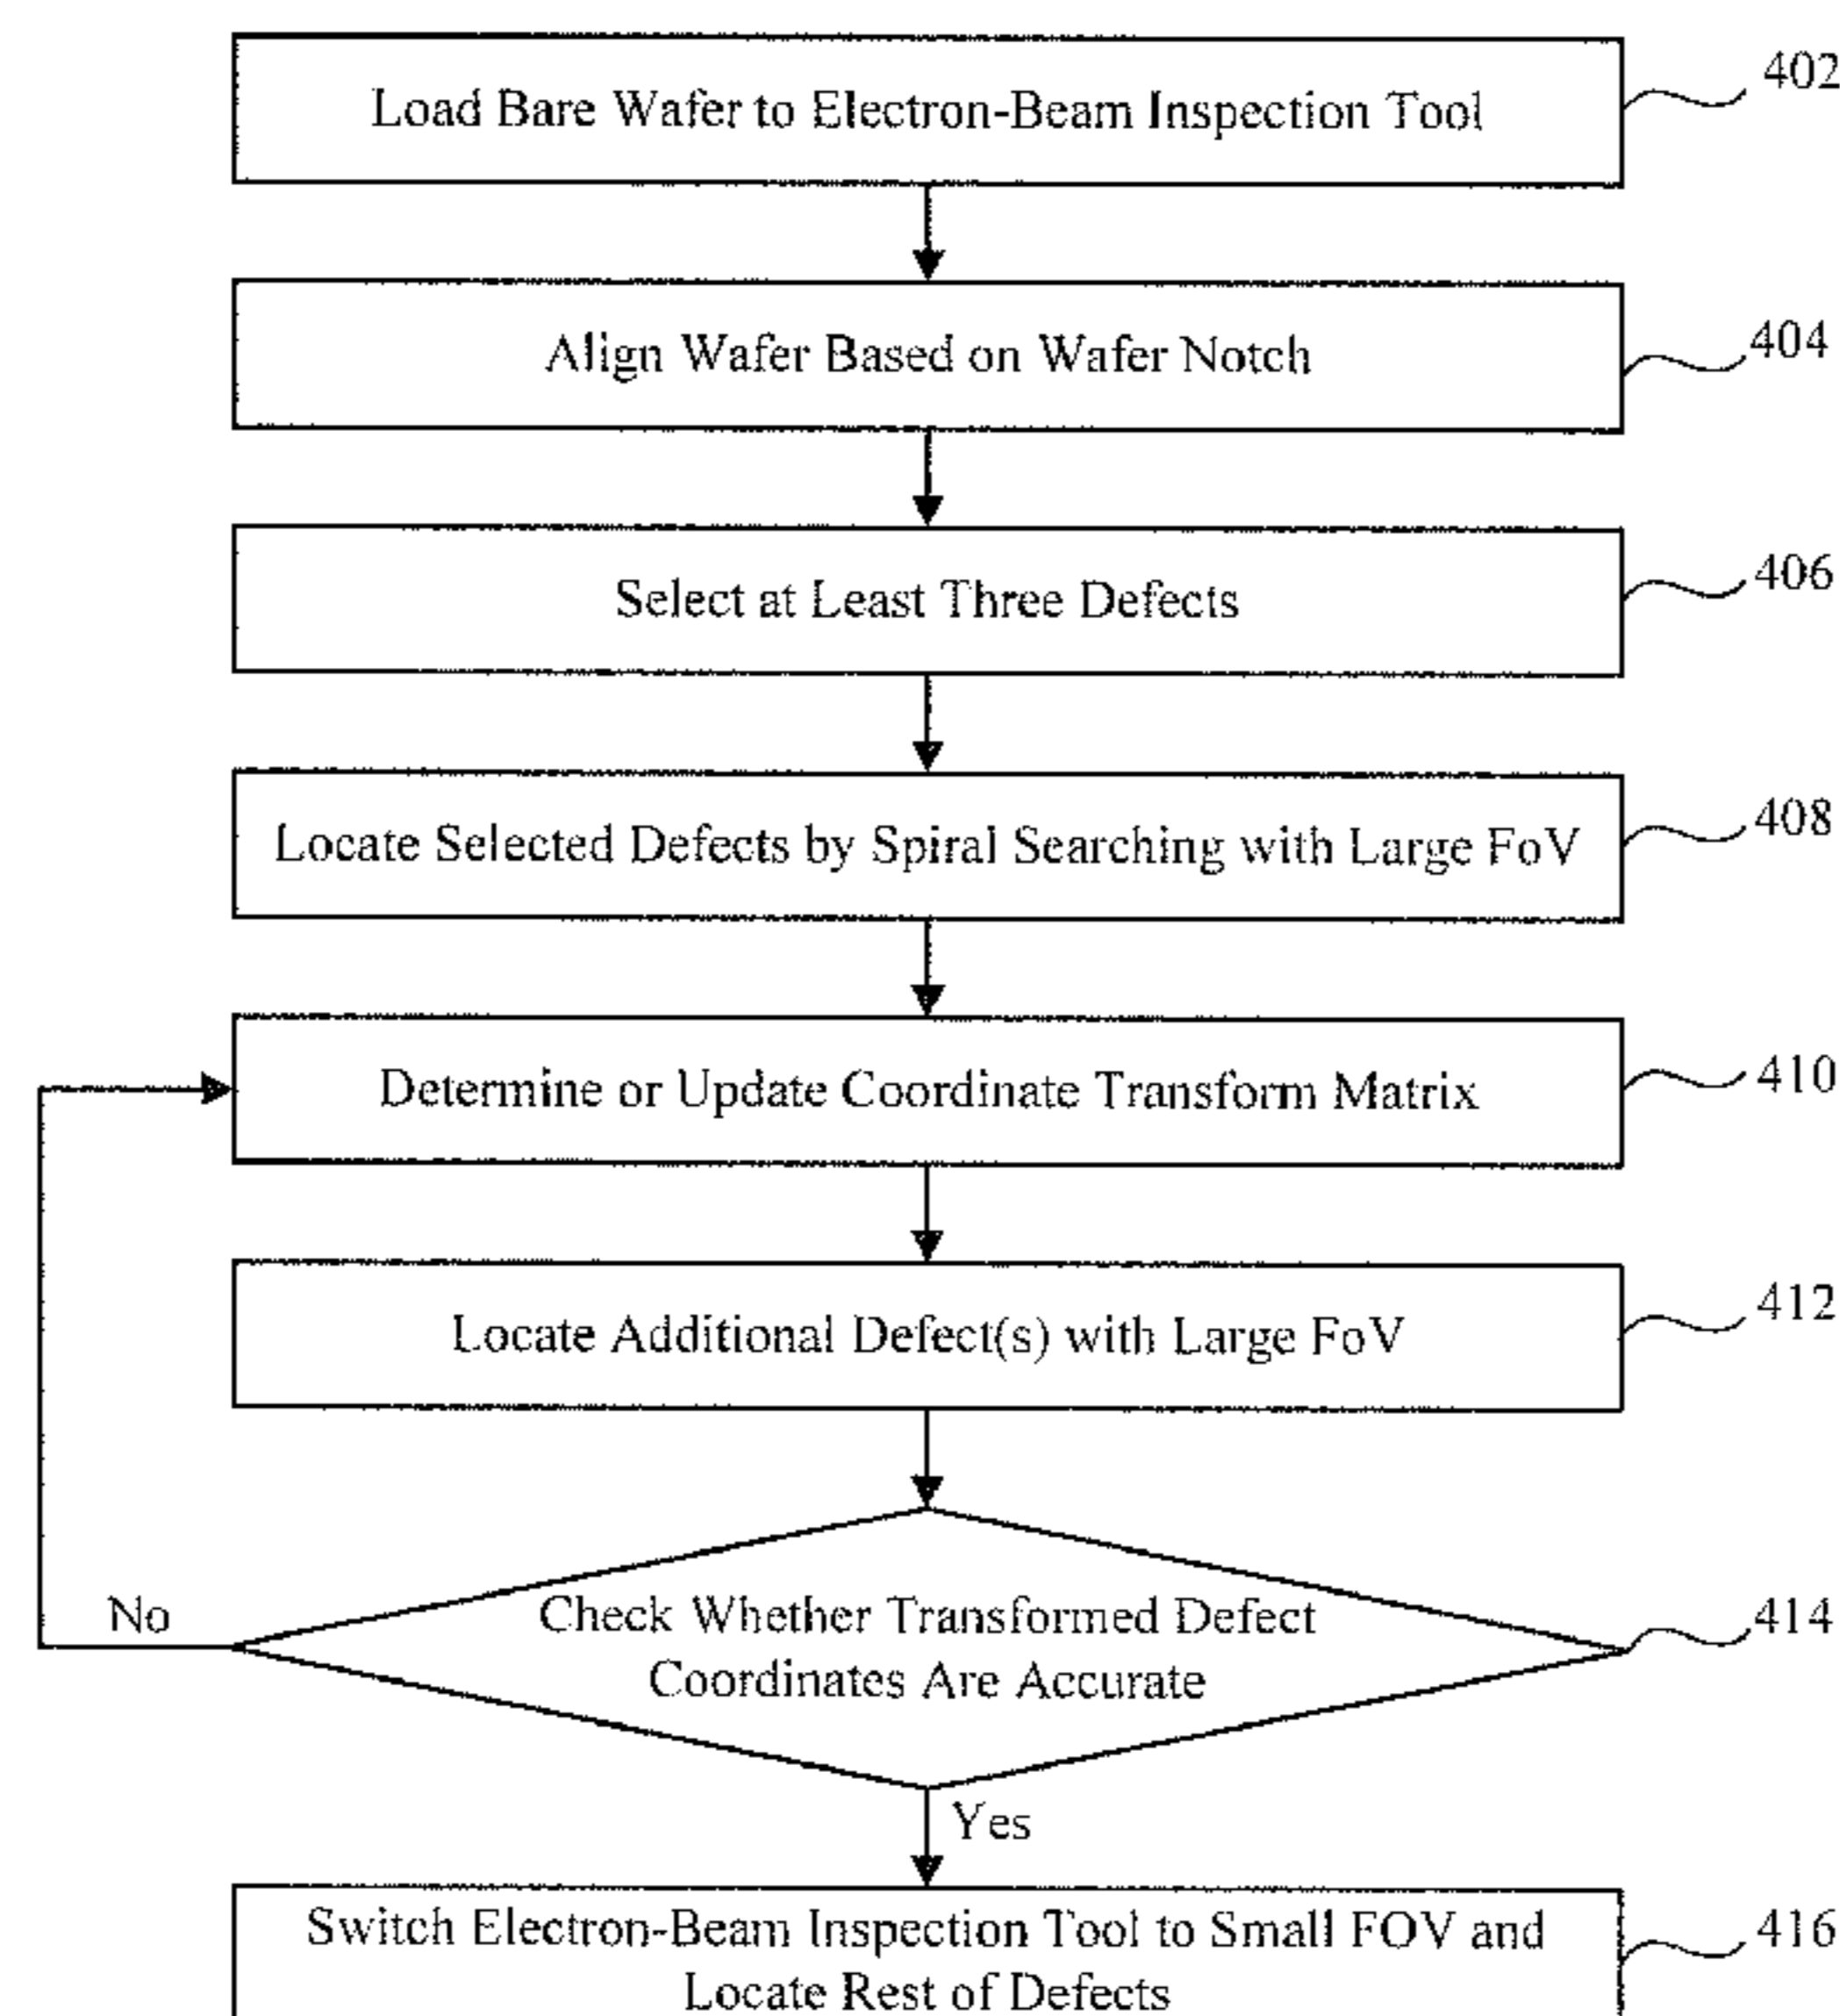 Load Bare Wafer to Electron-Beam Inspection Tool
402
Align Wafer Based on Wafer Notch
404
Select at Least Three Defects
406
Locate Selected Defects by Spiral Searching with Large FoV
408
Determine or Update Coordinate Transform Matrix
410
Locate Additional Defect(s) with Large FoV
412
No
Check Whether Transformed Defect
Coordinates Are Accurate
414
Yes
Switch Electron-Beam Inspection Tool to Small FOV and
Locate Rest of Defects
416